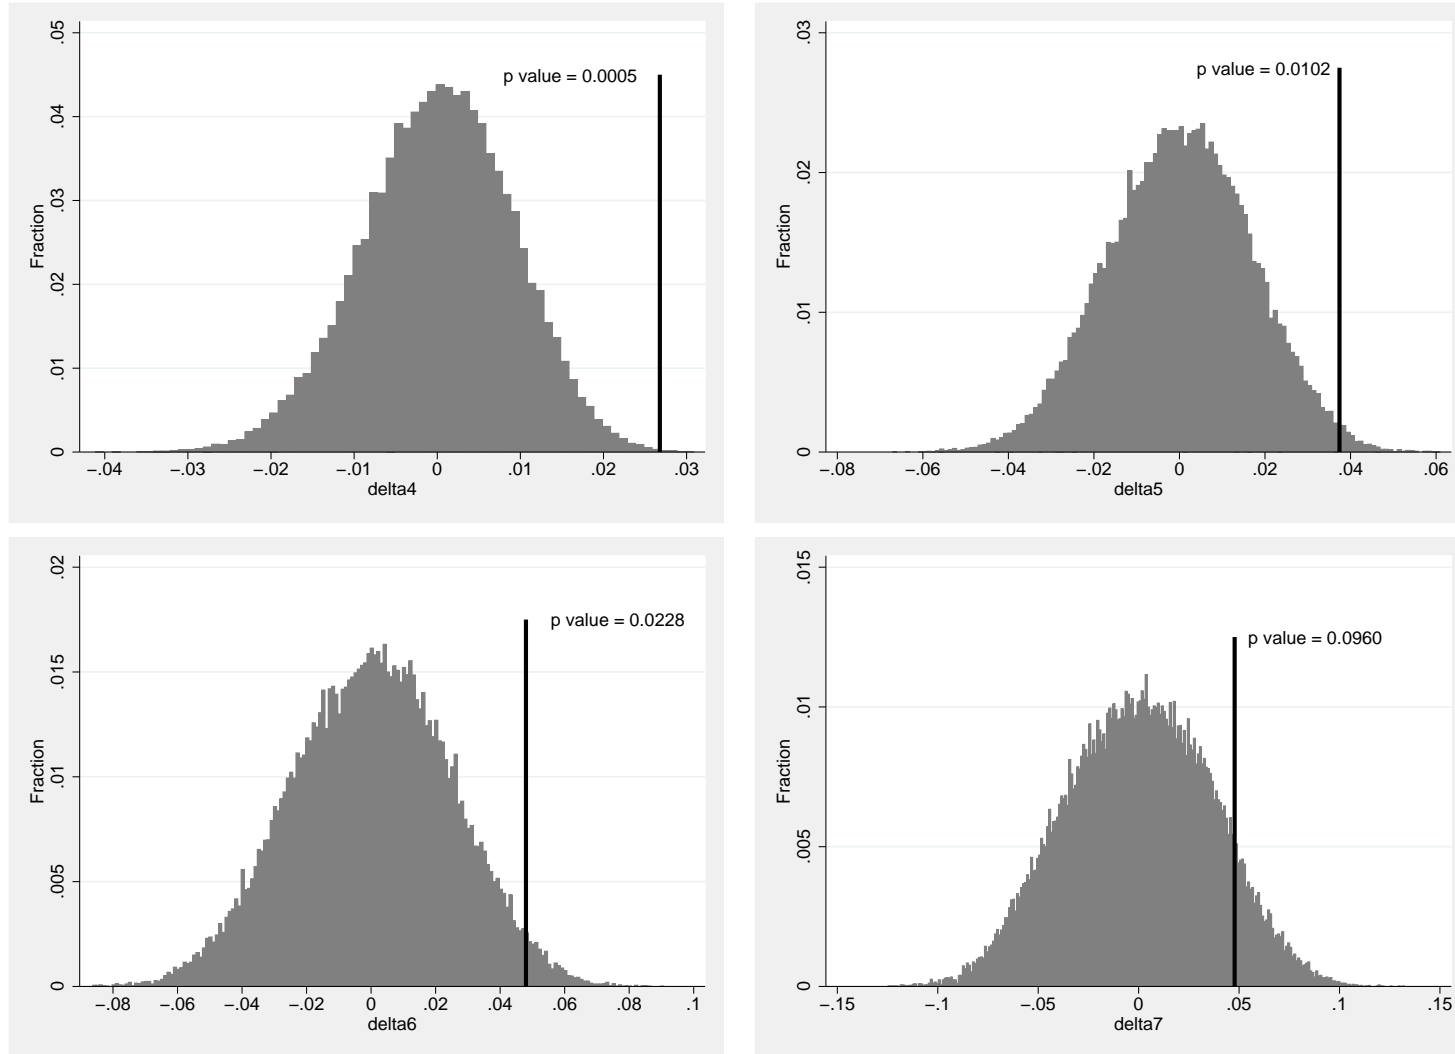 .05
p value = 0.0005
.04
.03
Fraction
.02
.01
0
−.04 −.03 −.02 −.01 0 .01 .02 .03
delta4
.03
p value = 0.0102
.02
Fraction
.01
0
−.08 −.06 −.04 −.02 0 .02 .04 .06
delta5
.02
p value = 0.0228
.015
.01
Fraction
.005
0
−.08 −.06 −.04 −.02 0 .02 .04 .06 .08 .1
delta6
.015
p value = 0.0960
.01
Fraction
.005
0
−.15 −.1 −.05 0 .05 .1 .15
delta7